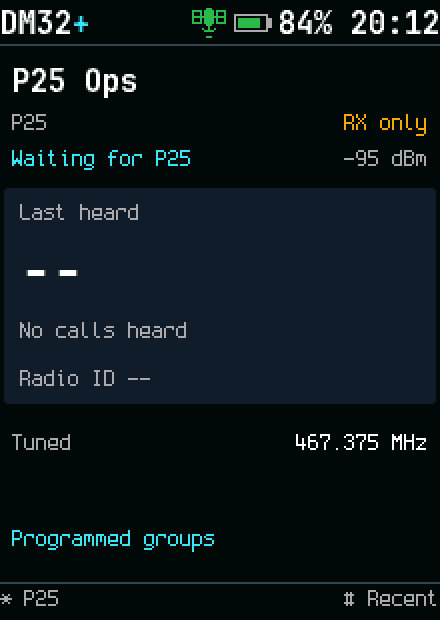 DM32+ 84% 20:12
P25 Ops
P25 RX only
Waiting for P25 -95 dBm
Last heard
--
No calls heard
Radio ID --
Tuned 467.375 MHz
Programmed groups
* P25 # Recent